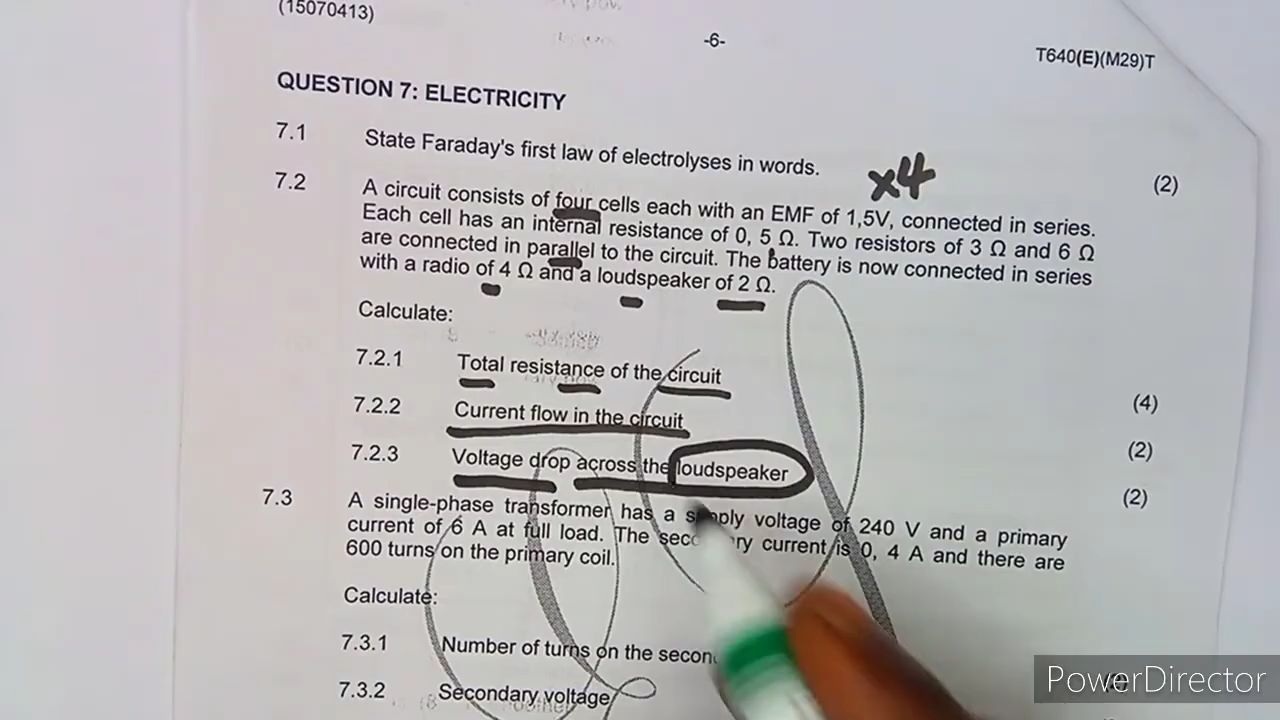 (15070413)
-6-
T640(E)(M29)T
QUESTION 7: ELECTRICITY
7.1 State Faraday's first law of electrolyses in words. (2)
x4
7.2 A circuit consists of four cells each with an EMF of 1,5V, connected in series.
Each cell has an internal resistance of 0, 5 Ω. Two resistors of 3 Ω and 6 Ω
are connected in parallel to the circuit. The battery is now connected in series
with a radio of 4 Ω and a loudspeaker of 2 Ω.
Calculate:
7.2.1 Total resistance of the circuit (4)
7.2.2 Current flow in the circuit (2)
7.2.3 Voltage drop across the loudspeaker (2)
7.3 A single-phase transformer has a supply voltage of 240 V and a primary
current of 6 A at full load. The current is 0, 4 A and there are
600 turns on the primary coil.
Calculate:
7.3.1 Number of turns on the
7.3.2 Secondary voltage
PowerDirector